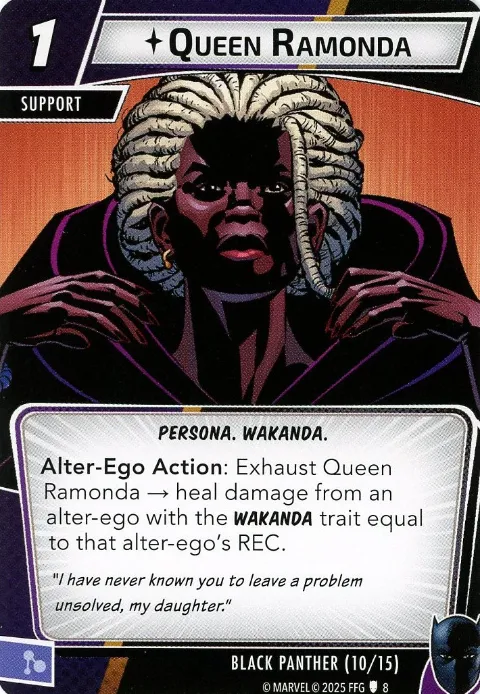 1
QUEEN RAMONDA
SUPPORT
PERSONA. WAKANDA.
Alter-Ego Action: Exhaust Queen
Ramonda → heal damage from an
alter-ego with the WAKANDA trait equal
to that alter-ego's REC.
"I have never known you to leave a problem
unsolved, my daughter."
BLACK PANTHER (10/15)
© MARVEL © 2025 FFG 8